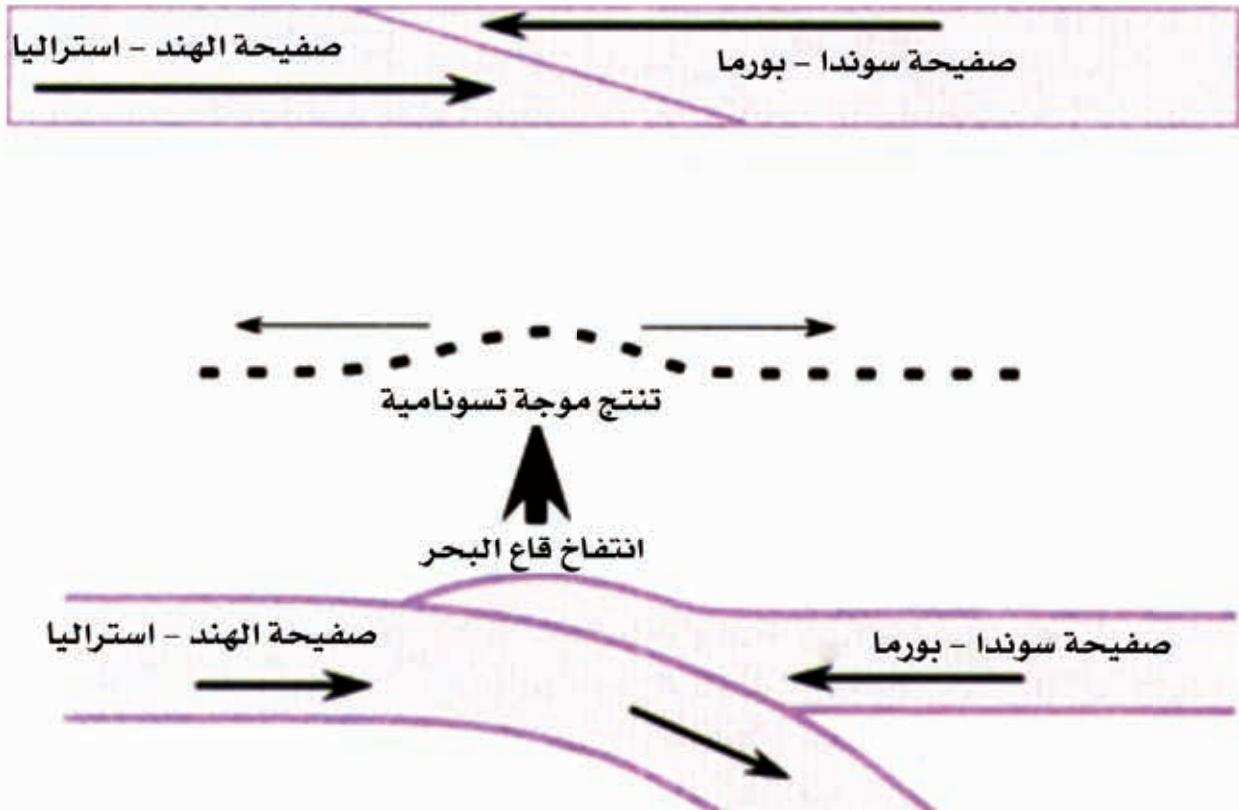 صفيحة الهند - استراليا
صفيحة سوندا - بورما
تنتج موجة تسونامية
انتفاخ قاع البحر
صفيحة سوندا - بورما
صفيحة الهند - استراليا